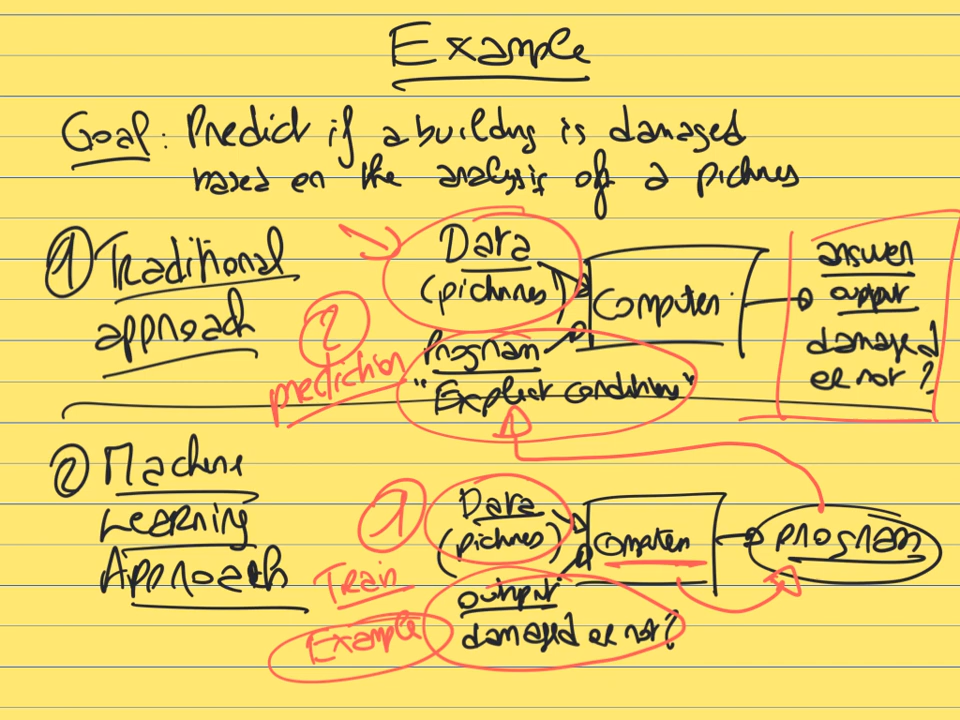 Example
Goal: Predict if a building is damaged
based on the analysis of a pictures
① Traditional
approach
Data
(pictures)
Program
"Explicit conditions"
Computer
answer
output
damaged
or not?
2
prediction
② Machine
Learning
Approach
1
Train
Example
Data
(pictures)
output
damaged or not?
Computer
program